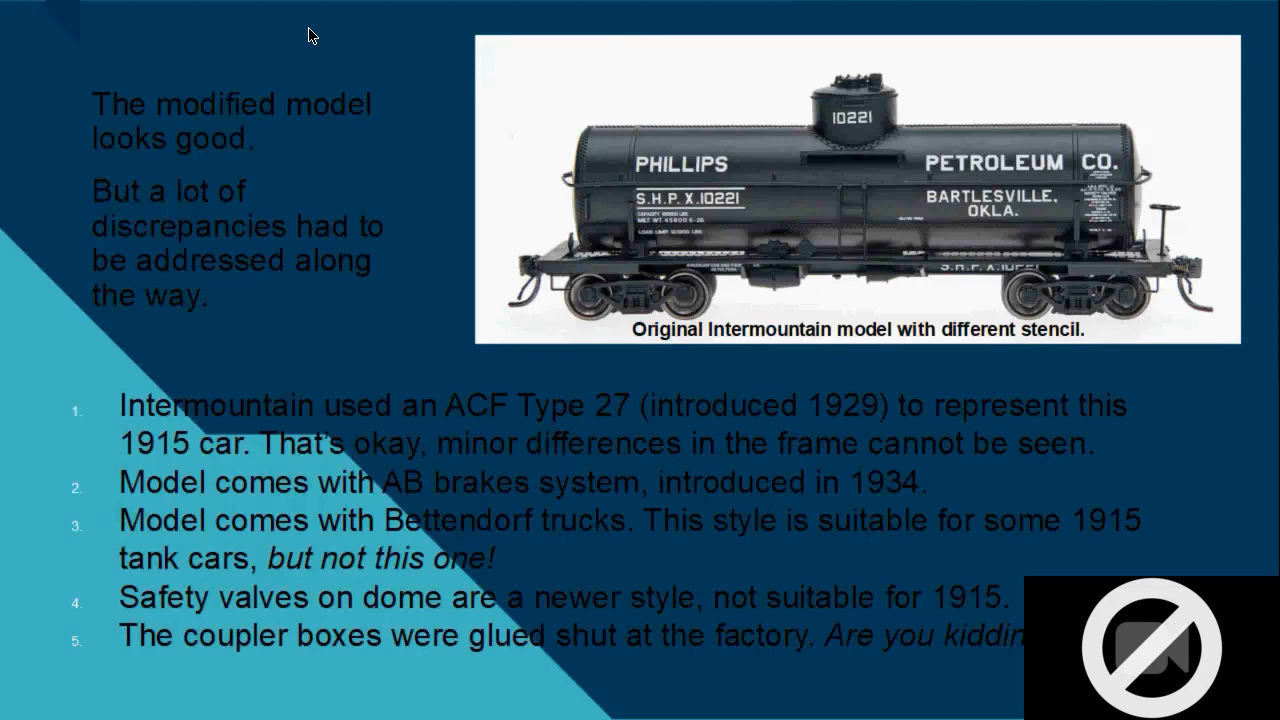 The modified model
looks good.
But a lot of
discrepancies had to
be addressed along
the way.
10221
PHILLIPS PETROLEUM CO.
S.H.P.X.10221
BARTLESVILLE,
OKLA.
CAPACITY 100000 LBS
Original Intermountain model with different stencil.
1. Intermountain used an ACF Type 27 (introduced 1929) to represent this
1915 car. That’s okay, minor differences in the frame cannot be seen.
2. Model comes with AB brakes system, introduced in 1934.
3. Model comes with Bettendorf trucks. This style is suitable for some 1915
tank cars, but not this one!
4. Safety valves on dome are a newer style, not suitable for 1915.
5. The coupler boxes were glued shut at the factory. Are you kiddin